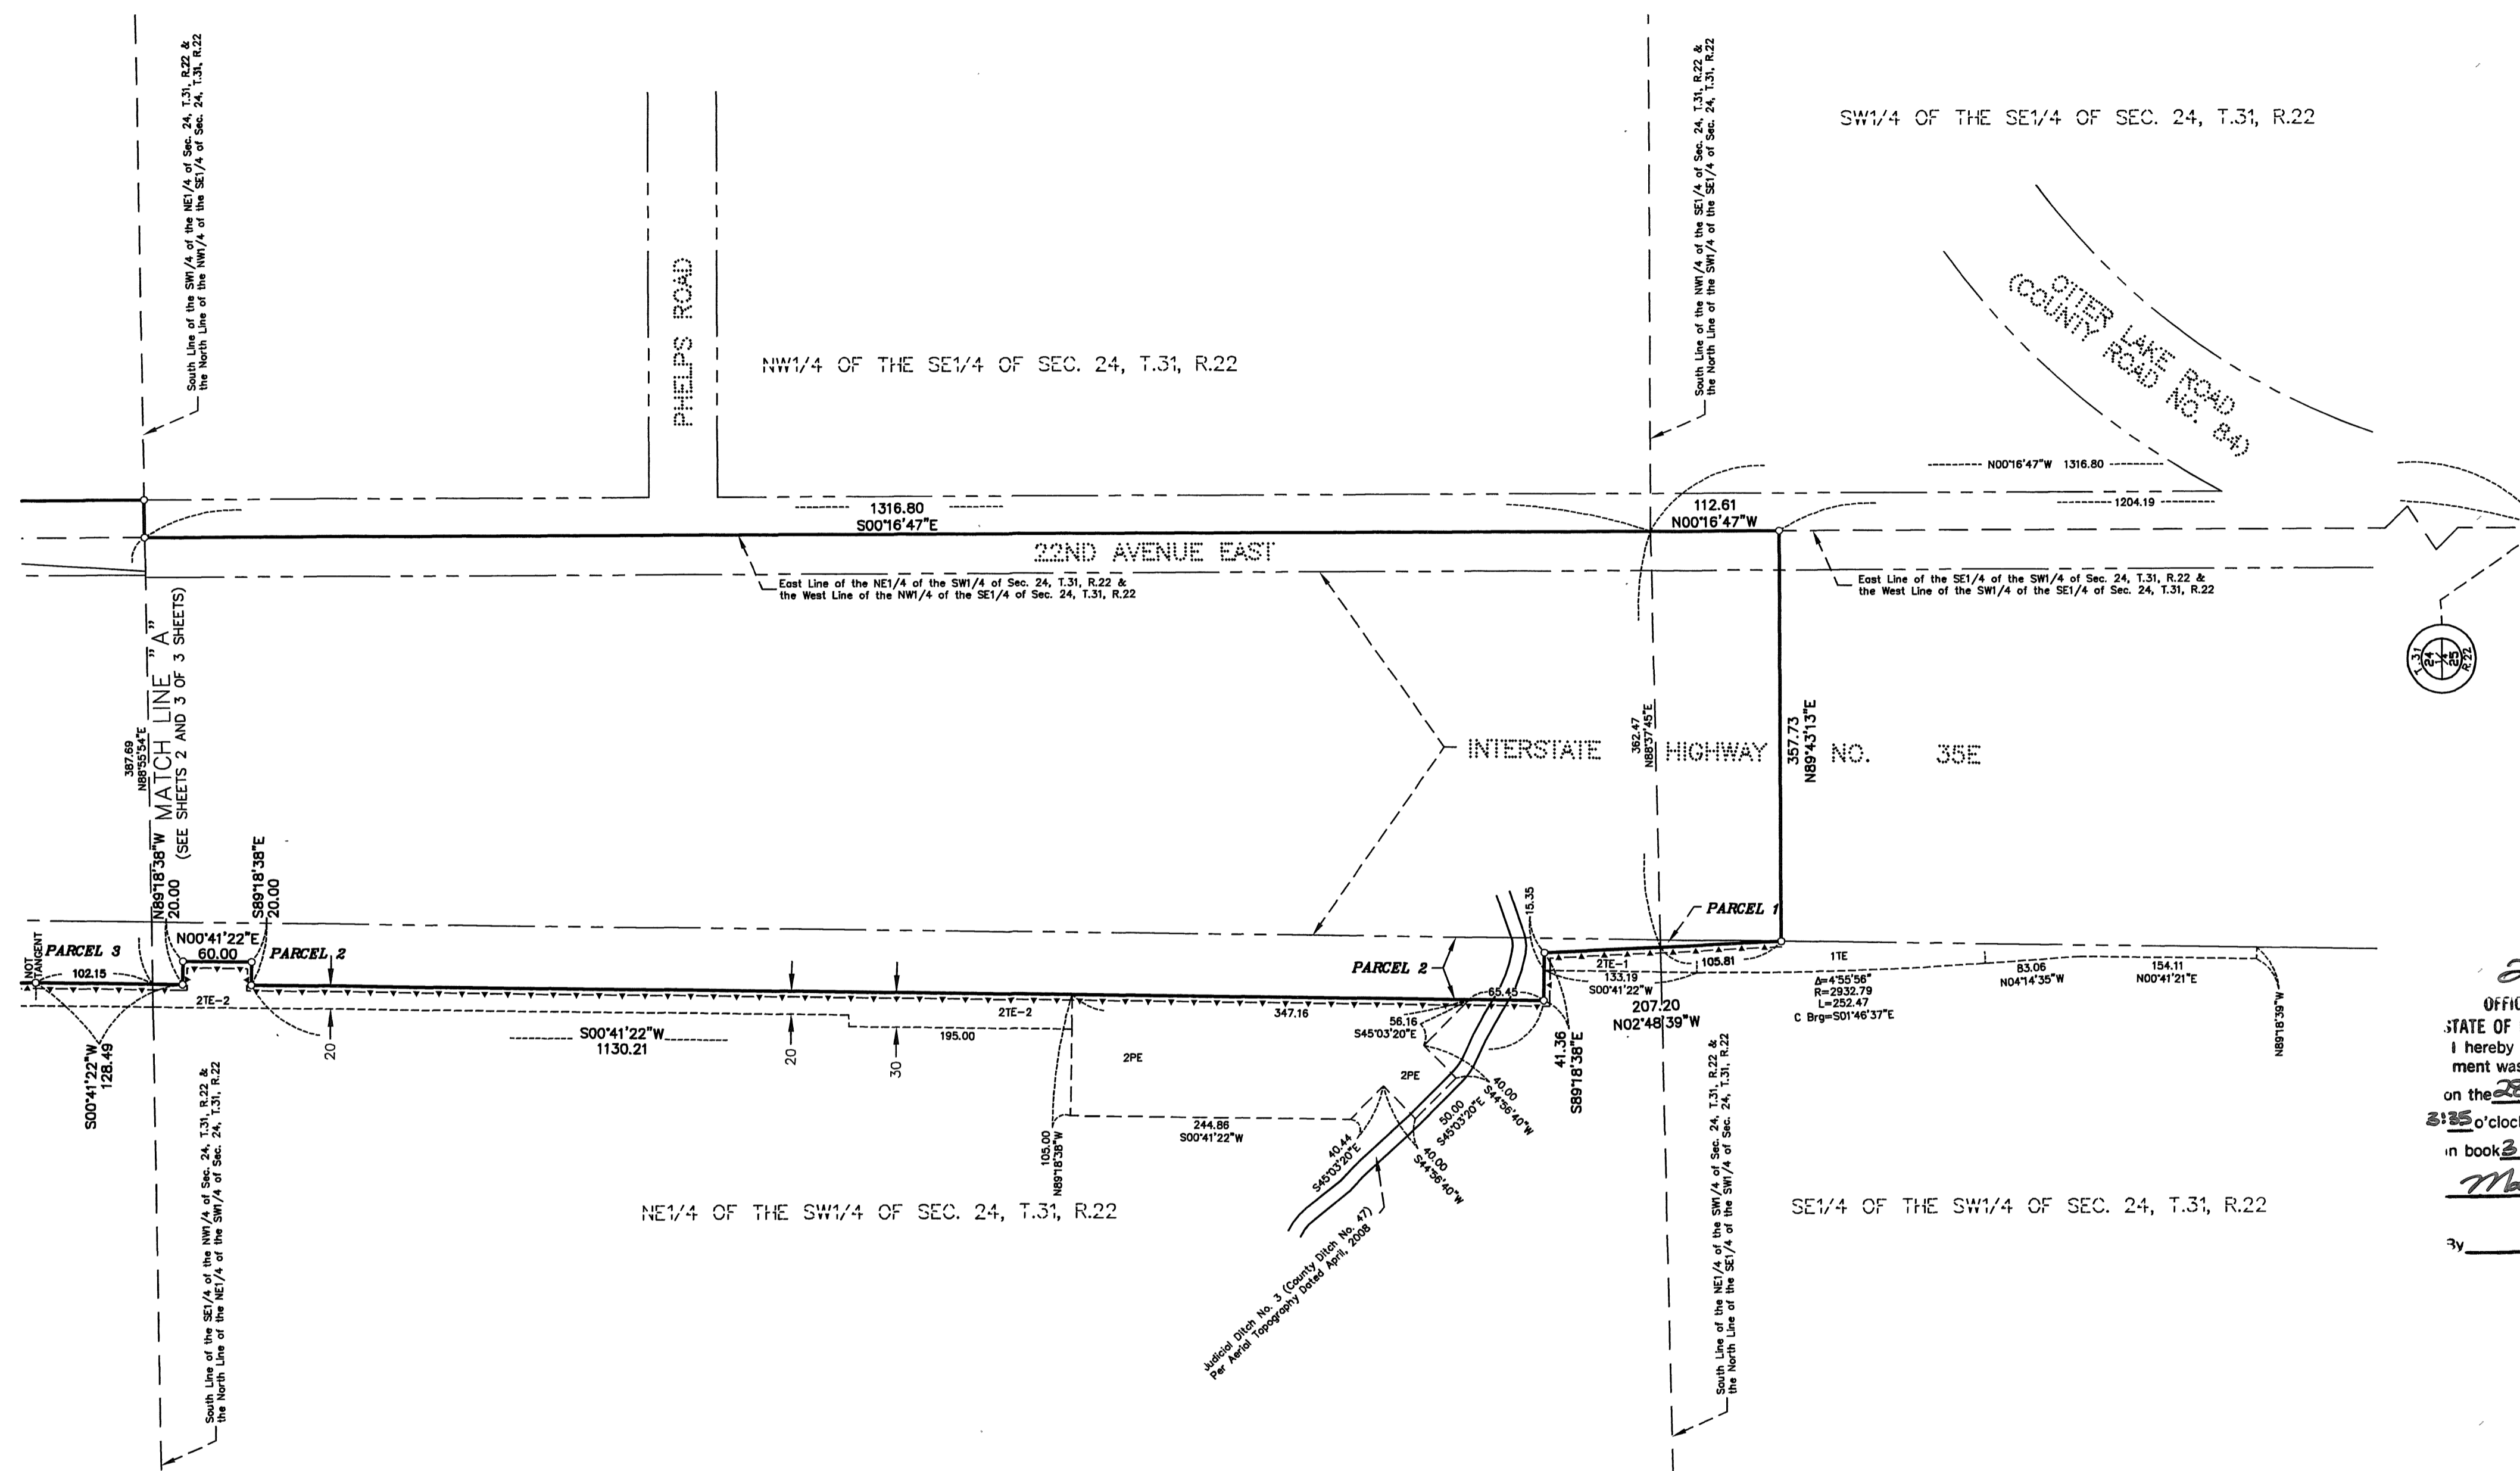 South Line of the SW1/4 of the NE1/4 of Sec. 24, T.31, R.22 &
the North Line of the NW1/4 of the SE1/4 of Sec. 24, T.31, R.22
South Line of the NW1/4 of the SE1/4 of Sec. 24, T.31, R.22 &
the North Line of the SW1/4 of the SE1/4 of Sec. 24, T.31, R.22
SW1/4 OF THE SE1/4 OF SEC. 24, T.31, R.22
PHELPS ROAD
NW1/4 OF THE SE1/4 OF SEC. 24, T.31, R.22
OTTER LAKE ROAD
(COUNTY ROAD NO. 84)
N00°16'47"W 1316.80
1204.19
1316.80
S00°16'47"E
112.61
N00°16'47"W
22ND AVENUE EAST
East Line of the NE1/4 of the SW1/4 of Sec. 24, T.31, R.22 &
the West Line of the NW1/4 of the SE1/4 of Sec. 24, T.31, R.22
East Line of the SE1/4 of the SW1/4 of Sec. 24, T.31, R.22 &
the West Line of the SW1/4 of the SE1/4 of Sec. 24, T.31, R.22
T.31
24
1/4
25
R.22
387.69
N88°55'54"E
MATCH LINE "A"
(SEE SHEETS 2 AND 3 OF 3 SHEETS)
INTERSTATE HIGHWAY NO. 35E
362.47
N88°37'45"E
357.73
N89°43'13"E
N89°18'38"W
20.00
S89°18'38"E
20.00
N00°41'22"E
60.00
NOT
TANGENT
PARCEL 3
102.15
PARCEL 2
2TE-2
S00°41'22"W
128.49
20
S00°41'22"W
1130.21
20
30
195.00
2TE-2
347.16
2PE
105.00
N89°18'38"W
244.86
S00°41'22"W
PARCEL 2
65.45
56.16
S45°03'20"E
2PE
40.44
S45°03'20"E
40.00
S44°56'40"W
50.00
S45°03'20"E
40.00
S44°56'40"W
15.35
41.36
S89°18'38"E
PARCEL 1
2TE-1
133.19
S00°41'22"W
105.81
207.20
N02°48'39"W
1TE
Δ=4°55'56"
R=2932.79
L=252.47
C Brg=S01°46'37"E
83.06
N04°14'35"W
154.11
N00°41'21"E
N89°18'39"W
Judicial Ditch No. 3 (County Ditch No. 47)
Per Aerial Topography Dated April, 2008
South Line of the SE1/4 of the NW1/4 of Sec. 24, T.31, R.22 &
the North Line of the NE1/4 of the SW1/4 of Sec. 24, T.31, R.22
NE1/4 OF THE SW1/4 OF SEC. 24, T.31, R.22
South Line of the NE1/4 of the SW1/4 of Sec. 24, T.31, R.22 &
the North Line of the SE1/4 of the SW1/4 of Sec. 24, T.31, R.22
SE1/4 OF THE SW1/4 OF SEC. 24, T.31, R.22
STATE OF
I hereby
ment was
on the 28
3:35 o'clock
in book 3
By